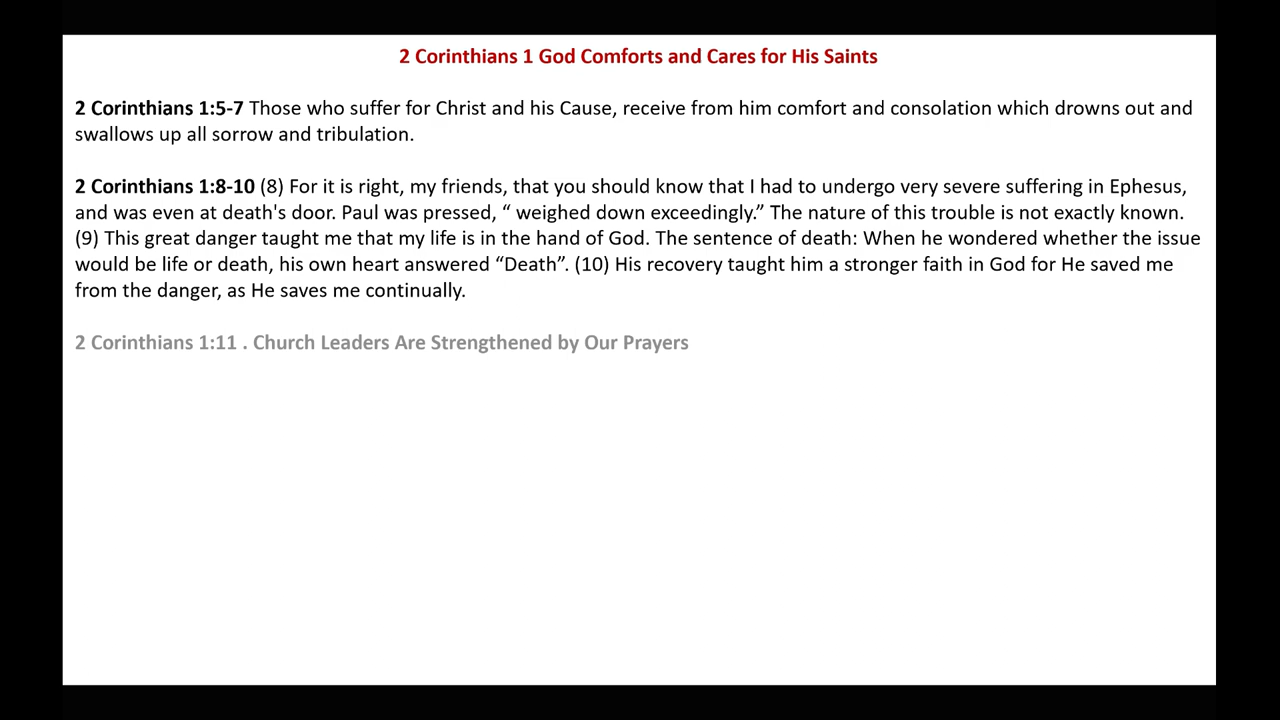 2 Corinthians 1 God Comforts and Cares for His Saints
2 Corinthians 1:5-7 Those who suffer for Christ and his Cause, receive from him comfort and consolation which drowns out and
swallows up all sorrow and tribulation.
2 Corinthians 1:8-10 (8) For it is right, my friends, that you should know that I had to undergo very severe suffering in Ephesus,
and was even at death's door. Paul was pressed, “ weighed down exceedingly.” The nature of this trouble is not exactly known.
(9) This great danger taught me that my life is in the hand of God. The sentence of death: When he wondered whether the issue
would be life or death, his own heart answered “Death”. (10) His recovery taught him a stronger faith in God for He saved me
from the danger, as He saves me continually.
2 Corinthians 1:11 . Church Leaders Are Strengthened by Our Prayers